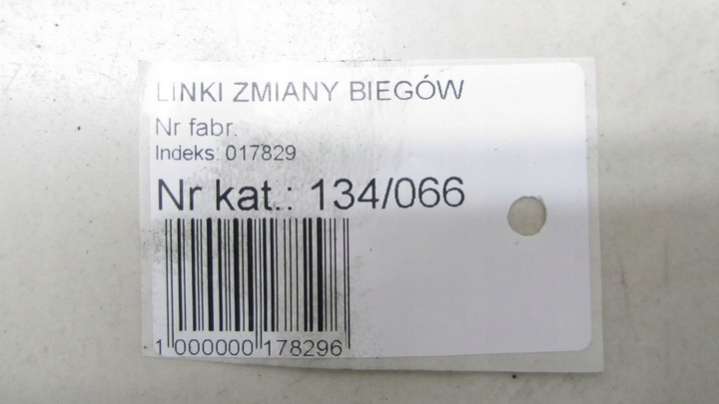 LINKI ZMIANY BIEGÓW
Nr fabr.
Indeks: 017829
Nr kat.: 134/066
1 000000 178296